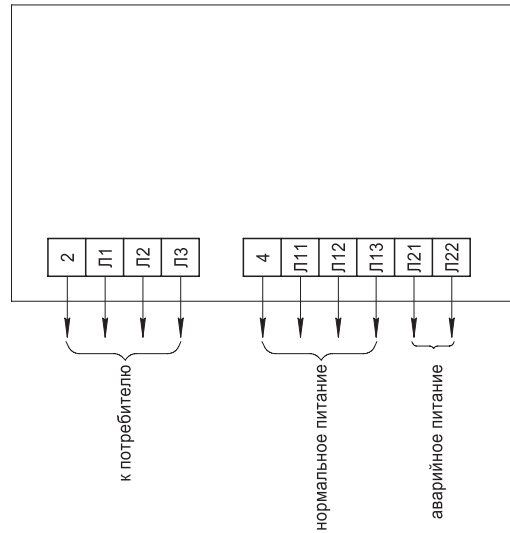 2
Л1
Л2
Л3
4
Л11
Л12
Л13
Л21
Л22
к потребителю
нормальное питание
аварийное питание